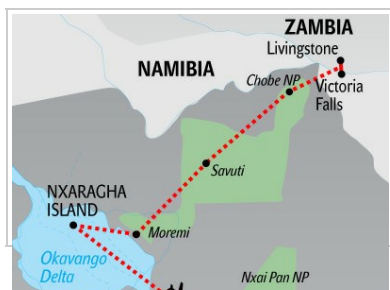 ZAMBIA
Livingstone
NAMIBIA
Chobe NP
Victoria
Falls
Savuti
NXARAGHA
ISLAND
Moremi
Okavango
Delta
Nxai Pan NP